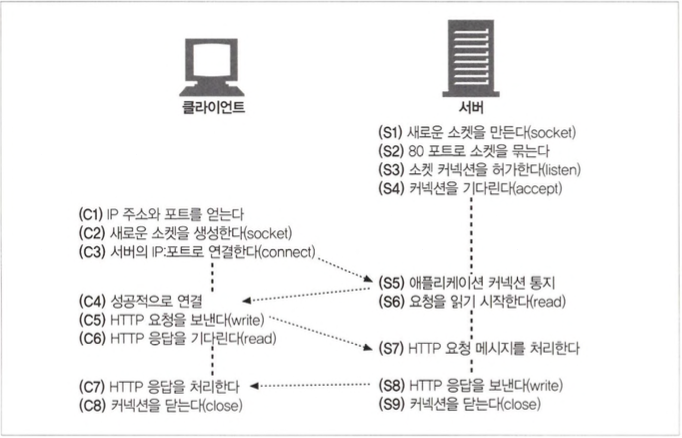 클라이언트
서버
(S1) 새로운 소켓을 만든다(socket)
(S2) 80 포트로 소켓을 묶는다
(S3) 소켓 커넥션을 허가한다(listen)
(S4) 커넥션을 기다린다(accept)
(C1) IP 주소와 포트를 얻는다
(C2) 새로운 소켓을 생성한다(socket)
(C3) 서버의 IP:포트로 연결한다(connect)
(S5) 애플리케이션 커넥션 통지
(S6) 요청을 읽기 시작한다(read)
(C4) 성공적으로 연결
(C5) HTTP 요청을 보낸다(write)
(C6) HTTP 응답을 기다린다(read)
(S7) HTTP 요청 메시지를 처리한다
(C7) HTTP 응답을 처리한다
(C8) 커넥션을 닫는다(close)
(S8) HTTP 응답을 보낸다(write)
(S9) 커넥션을 닫는다(close)